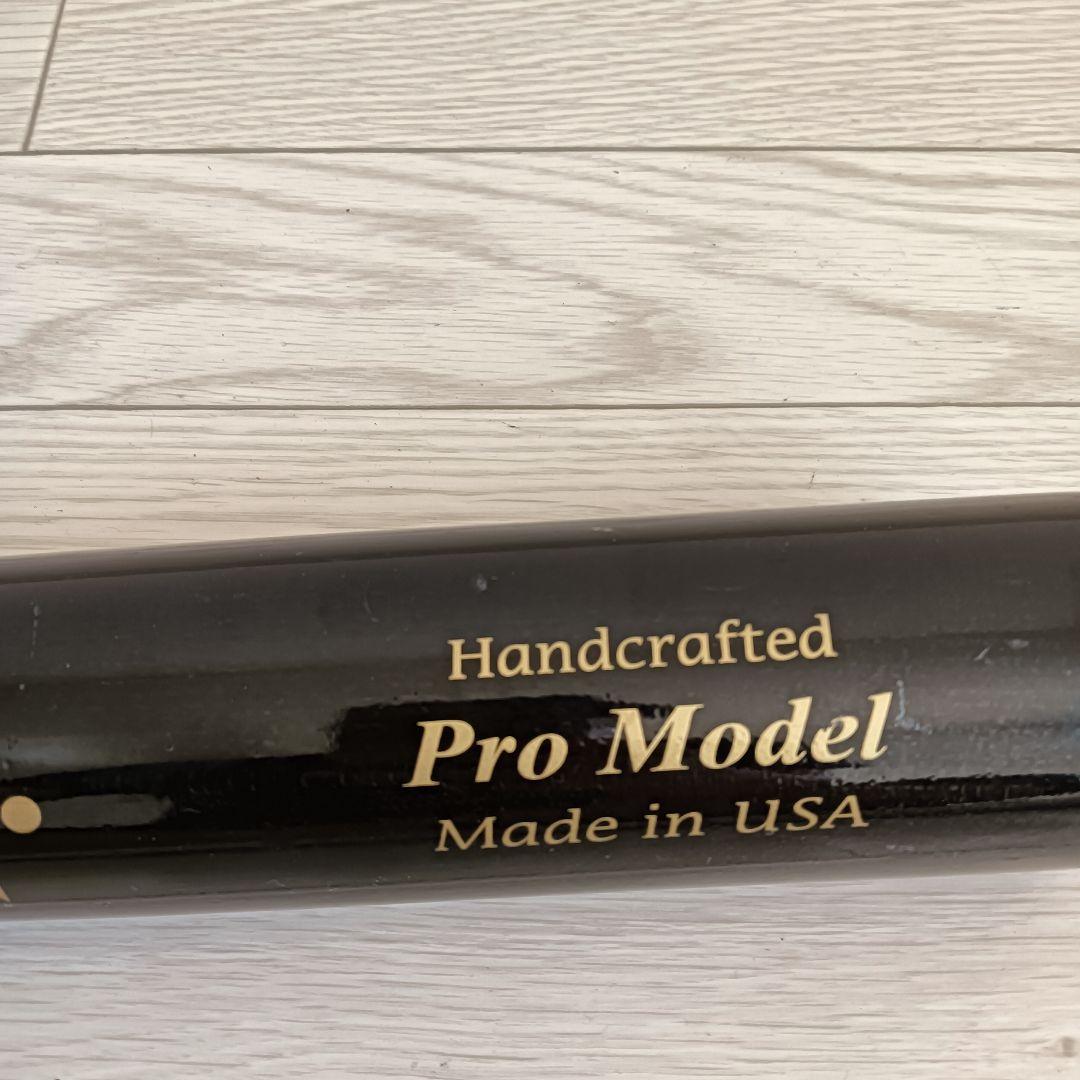 Handcrafted
Pro Model
Made in USA